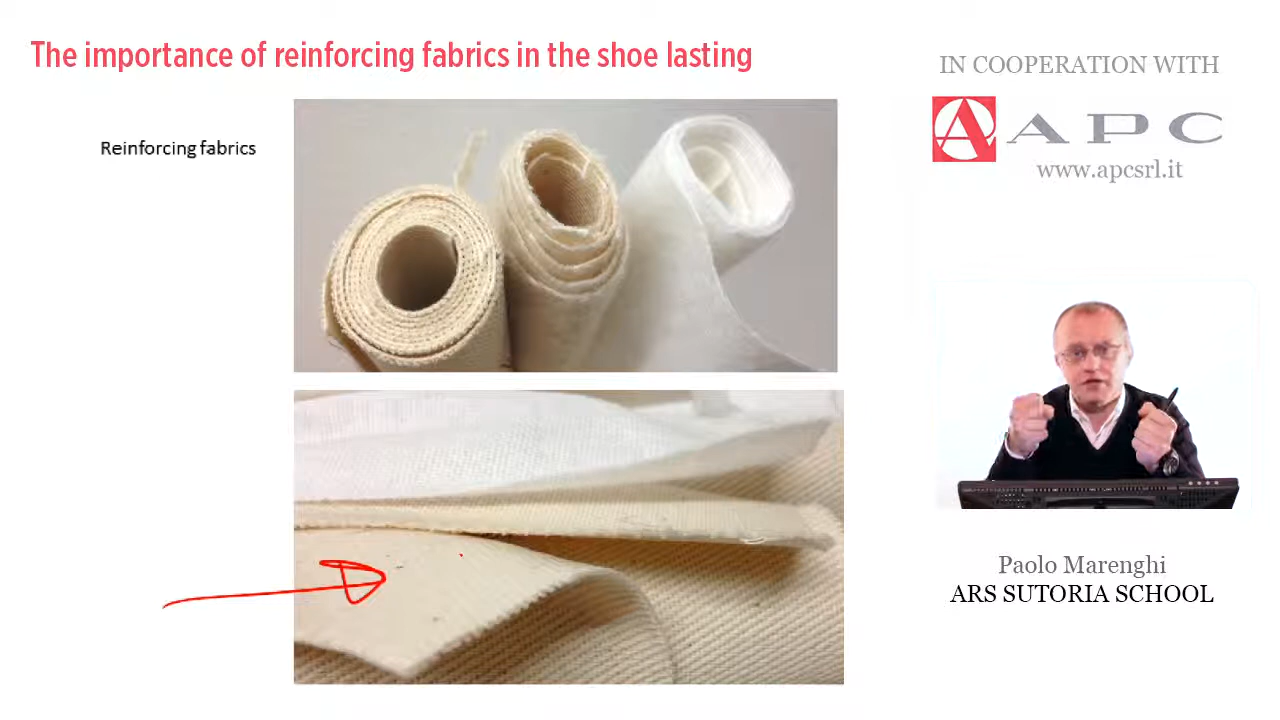 The importance of reinforcing fabrics in the shoe lasting
IN COOPERATION WITH
APC
www.apcsrl.it
Reinforcing fabrics
Paolo Marenghi
ARS SUTORIA SCHOOL